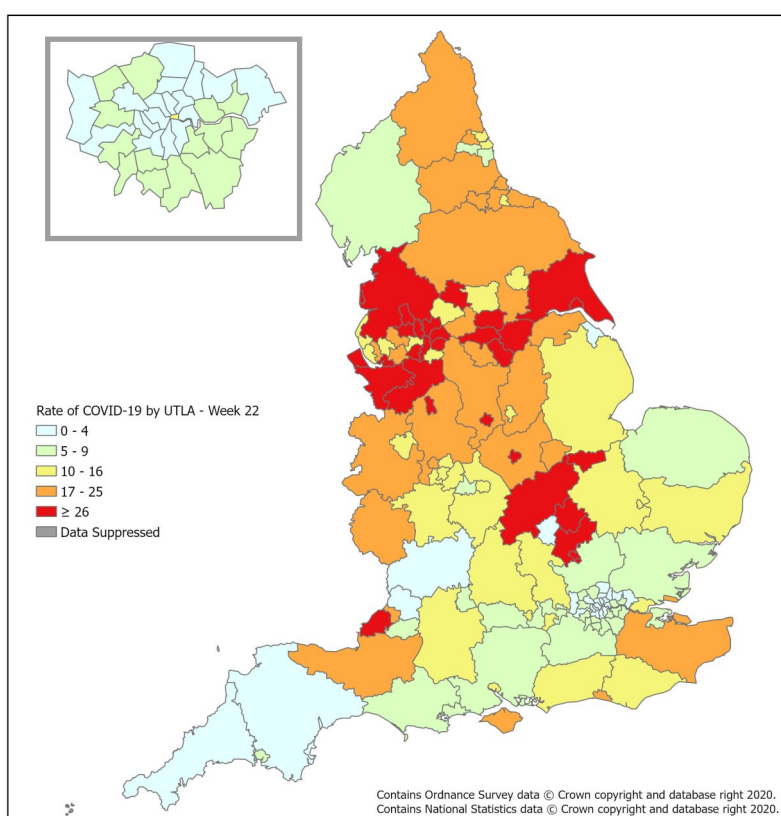 Rate of COVID-19 by UTLA - Week 22
0 - 4
5 - 9
10 - 16
17 - 25
≥ 26
Data Suppressed
Contains Ordnance Survey data © Crown copyright and database right 2020.
Contains National Statistics data © Crown copyright and database right 2020.